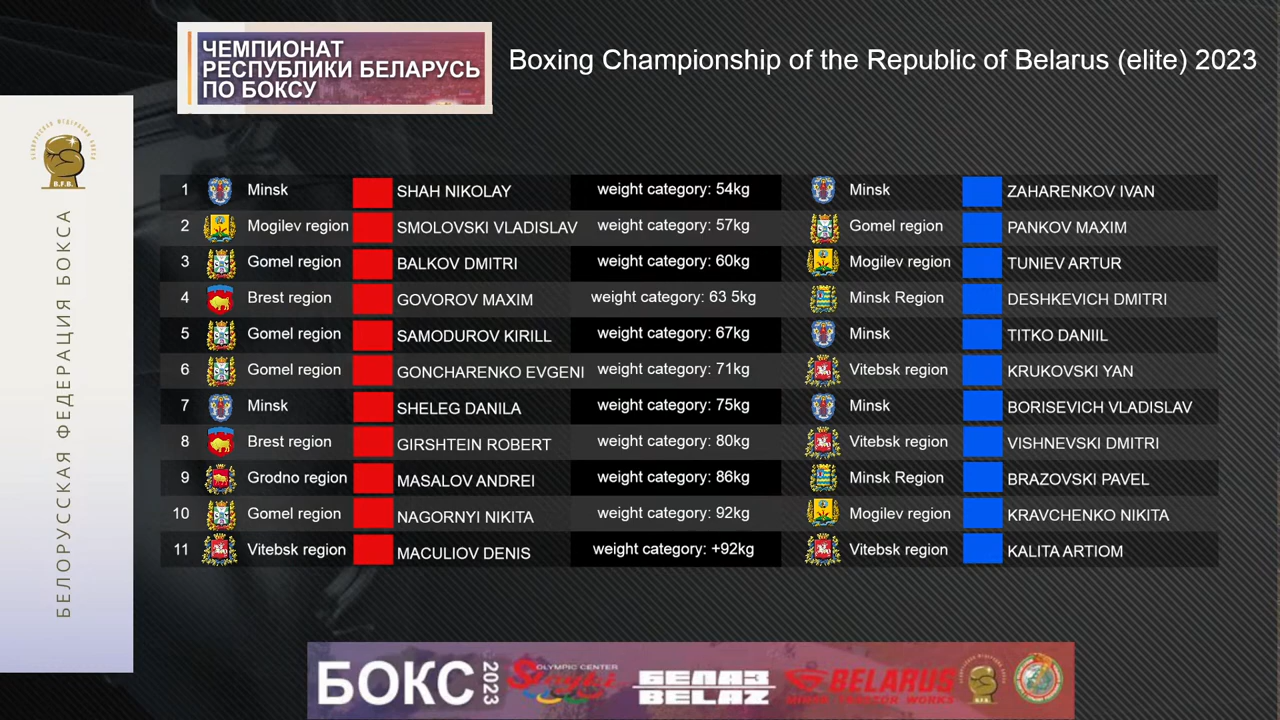 ЧЕМПИОНАТ
РЕСПУБЛИКИ БЕЛАРУСЬ
ПО БОКСУ
Boxing Championship of the Republic of Belarus (elite) 2023
B.F.B.
БЕЛОРУССКАЯ ФЕДЕРАЦИЯ БОКСА
1 Minsk SHAH NIKOLAY weight category: 54kg Minsk ZAHARENKOV IVAN
2 Mogilev region SMOLOVSKI VLADISLAV weight category: 57kg Gomel region PANKOV MAXIM
3 Gomel region BALKOV DMITRI weight category: 60kg Mogilev region TUNIEV ARTUR
4 Brest region GOVOROV MAXIM weight category: 63 5kg Minsk Region DESHKEVICH DMITRI
5 Gomel region SAMODUROV KIRILL weight category: 67kg Minsk TITKO DANIIL
6 Gomel region GONCHARENKO EVGENI weight category: 71kg Vitebsk region KRUKOVSKI YAN
7 Minsk SHELEG DANILA weight category: 75kg Minsk BORISEVICH VLADISLAV
8 Brest region GIRSHTEIN ROBERT weight category: 80kg Vitebsk region VISHNEVSKI DMITRI
9 Grodno region MASALOV ANDREI weight category: 86kg Minsk Region BRAZOVSKI PAVEL
10 Gomel region NAGORNYI NIKITA weight category: 92kg Mogilev region KRAVCHENKO NIKITA
11 Vitebsk region MACULIOV DENIS weight category: +92kg Vitebsk region KALITA ARTIOM
БОКС 2023
OLYMPIC CENTER
Stayki
БЕЛАЗ
BELAZ
BELARUS
MINSK TRACTOR WORKS